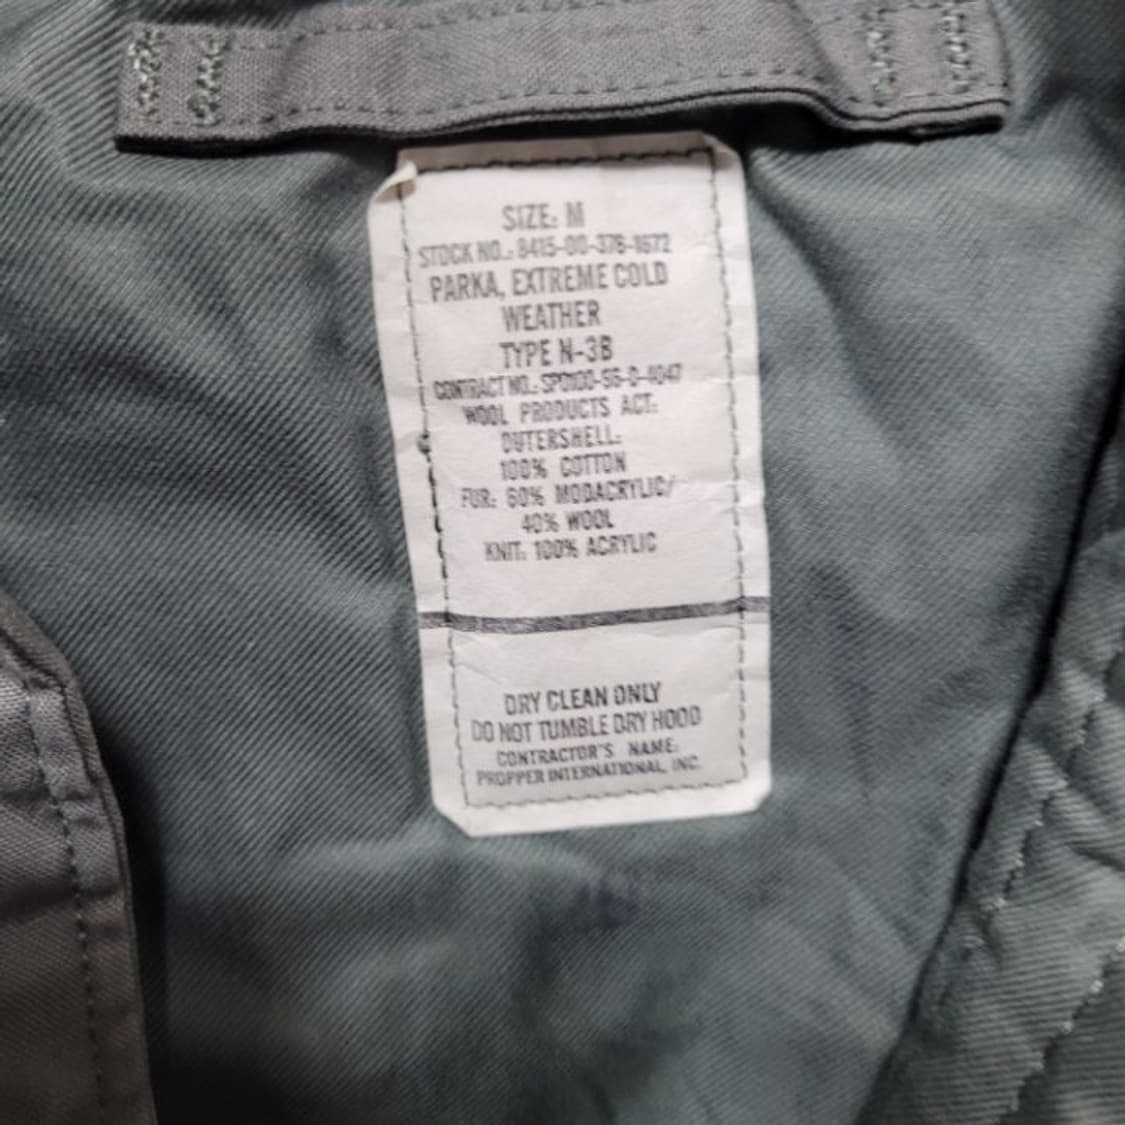 SIZE: M
STOCK NO.: 8415-00-376-1672
PARKA, EXTREME COLD
WEATHER
TYPE N-3B
CONTRACT NO.: SP0100-95-D-4047
WOOL PRODUCTS ACT:
OUTERSHELL:
100% COTTON
FUR: 60% MODACRYLIC/
40% WOOL
KNIT: 100% ACRYLIC
DRY CLEAN ONLY
DO NOT TUMBLE DRY HOOD
CONTRACTOR'S NAME:
PROPPER INTERNATIONAL, INC.